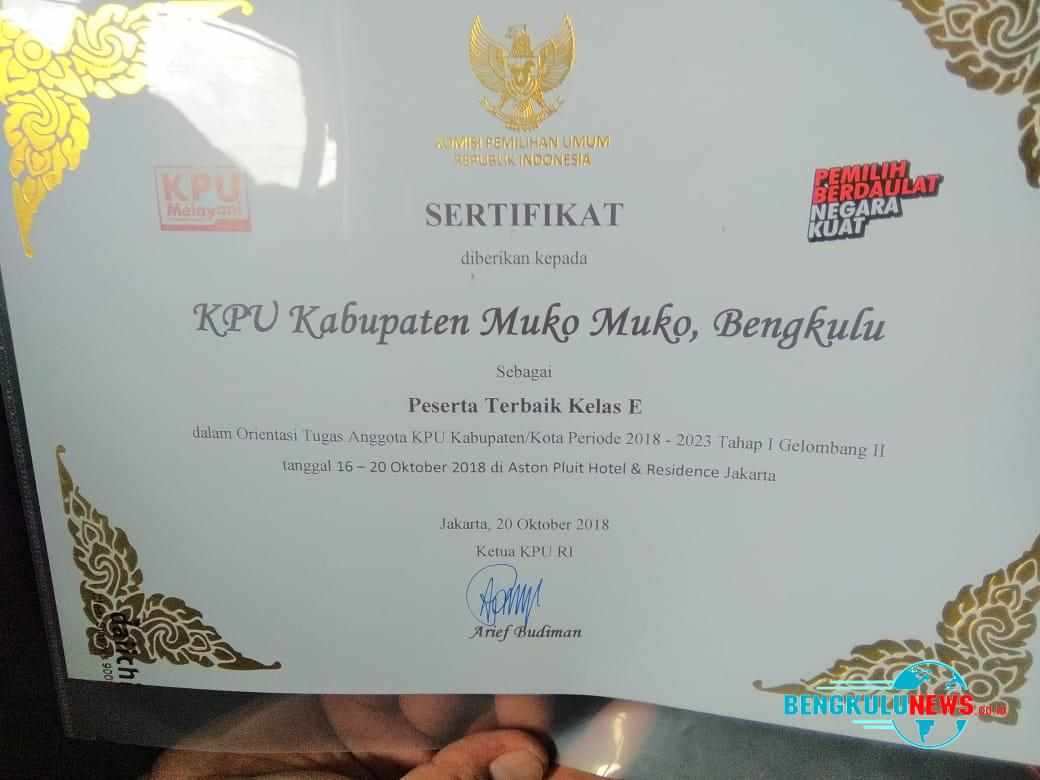 KOMISI PEMILIHAN UMUM
REPUBLIK INDONESIA
KPU
Melayani
PEMILIH
BERDAULAT
NEGARA
KUAT
SERTIFIKAT
diberikan kepada
KPU Kabupaten Muko Muko, Bengkulu
Sebagai
Peserta Terbaik Kelas E
dalam Orientasi Tugas Anggota KPU Kabupaten/Kota Periode 2018 - 2023 Tahap I Gelombang II
tanggal 16 – 20 Oktober 2018 di Aston Pluit Hotel & Residence Jakarta
Jakarta, 20 Oktober 2018
Ketua KPU RI
Arief Budiman
BENGKULUNEWS.co.id